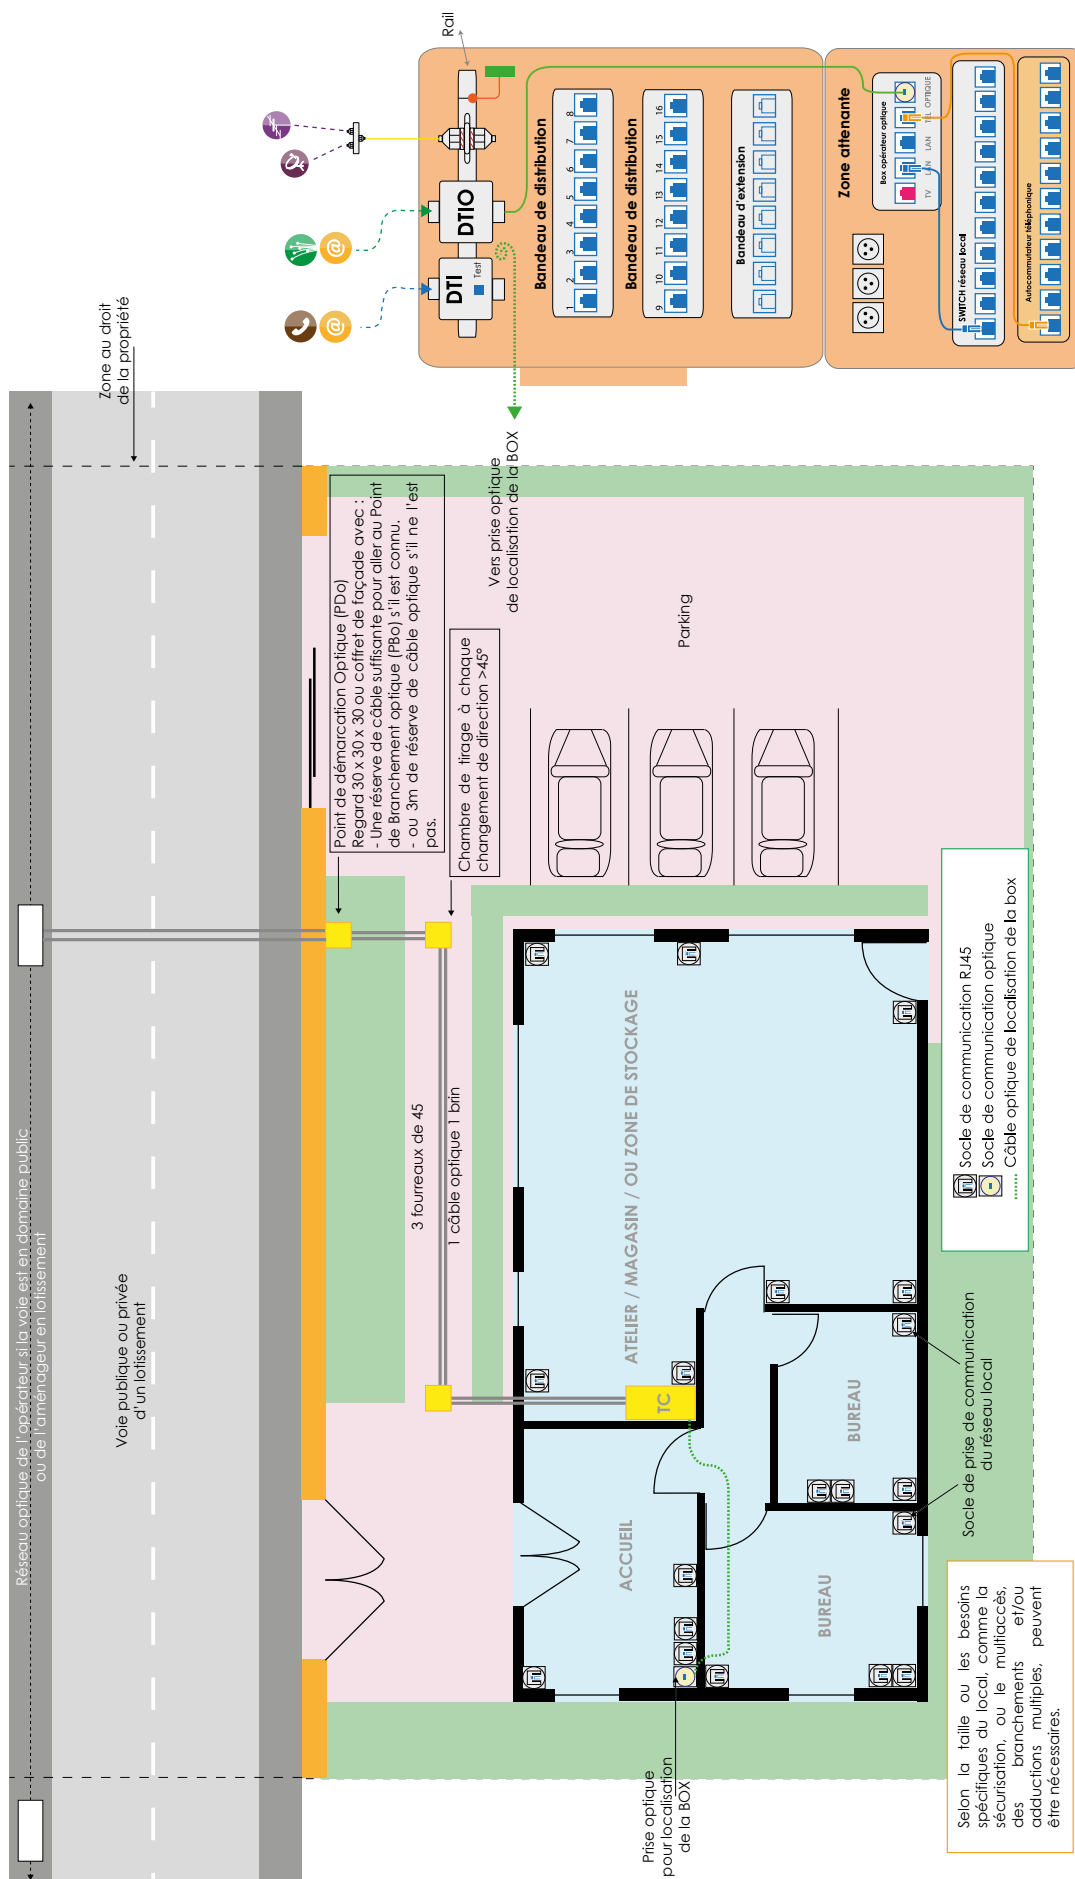 Réseau optique de l'opérateur si la voie est en domaine public
ou de l'aménageur en lotissement
Voie publique ou privée
d'un lotissement
Zone au droit
de la propriété
Point de démarcation Optique (PDo)
Regard 30 x 30 x 30 ou coffret de façade avec :
- Une réserve de câble suffisante pour aller au Point
de Branchement optique (PBo) s'il est connu.
- ou 3m de réserve de câble optique s'il ne l'est
pas.
Chambre de tirage à chaque
changement de direction >45°
3 fourreaux de 45
1 câble optique 1 brin
Parking
ATELIER / MAGASIN / OU ZONE DE STOCKAGE
TC
ACCUEIL
BUREAU
BUREAU
Prise optique
pour localisation
de la BOX
Socle de prise de communication
du réseau local
Socle de communication RJ45
Socle de communication optique
Câble optique de localisation de la box
Selon la taille ou les besoins
spécifiques du local, comme la
sécurisation, ou le multiaccès,
des branchements et/ou
adductions multiples, peuvent
être nécessaires.
Vers prise optique
de localisation de la BOX
@
@
Rail
DTI
Test
DTIO
Bandeau de distribution
1 2 3 4 5 6 7 8
Bandeau de distribution
9 10 11 12 13 14 15 16
Bandeau d'extension
Zone attenante
Box opérateur optique
TV LAN LAN TEL OPTIQUE
SWITCH réseau local
Autocommutateur téléphonique